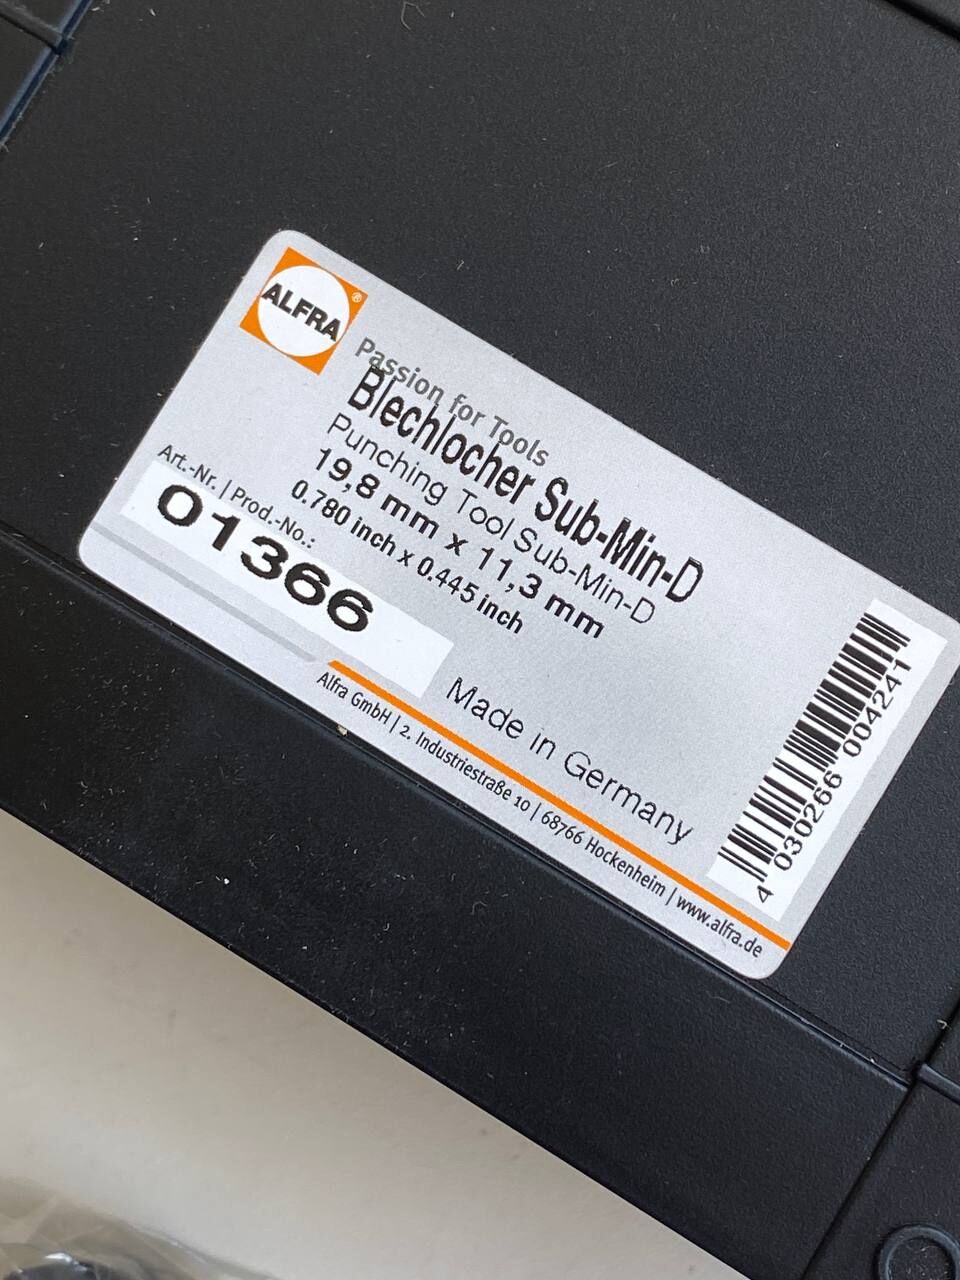 ALFRA®
Passion for Tools
Blechlocher Sub-Min-D
Punching Tool Sub-Min-D
19,8 mm x 11,3 mm
0.780 inch x 0.445 inch
Art.-Nr. | Prod.-No.:
01366
Made in Germany
Alfra GmbH | 2. Industriestraße 10 | 68766 Hockenheim | www.alfra.de
4 030266 004241